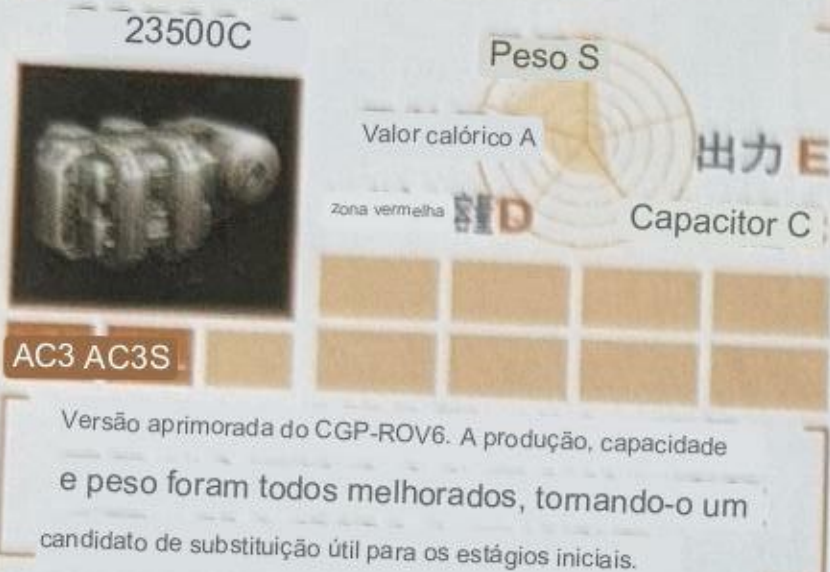 23500C
Peso S
Valor calórico A
出力 E
zona vermelha D
Capacitor C
AC3 AC3S
Versão aprimorada do CGP-ROV6. A produção, capacidade
e peso foram todos melhorados, tornando-o um
candidato de substituição útil para os estágios iniciais.